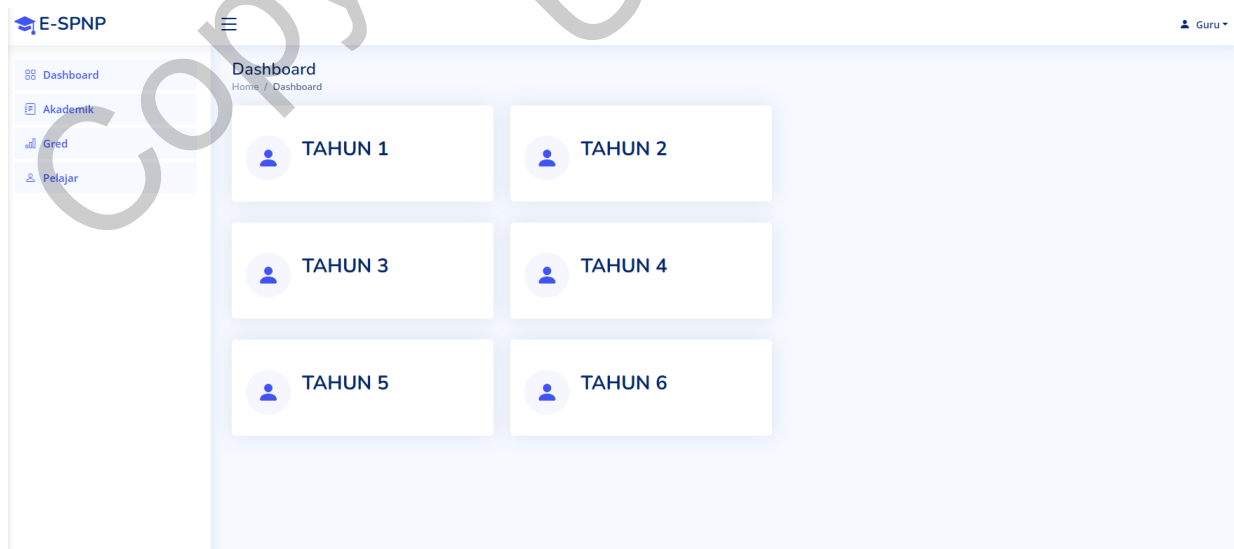 E-SPNP
Guru
Dashboard
Akademik
Gred
Pelajar
Dashboard
Home / Dashboard
TAHUN 1
TAHUN 2
TAHUN 3
TAHUN 4
TAHUN 5
TAHUN 6